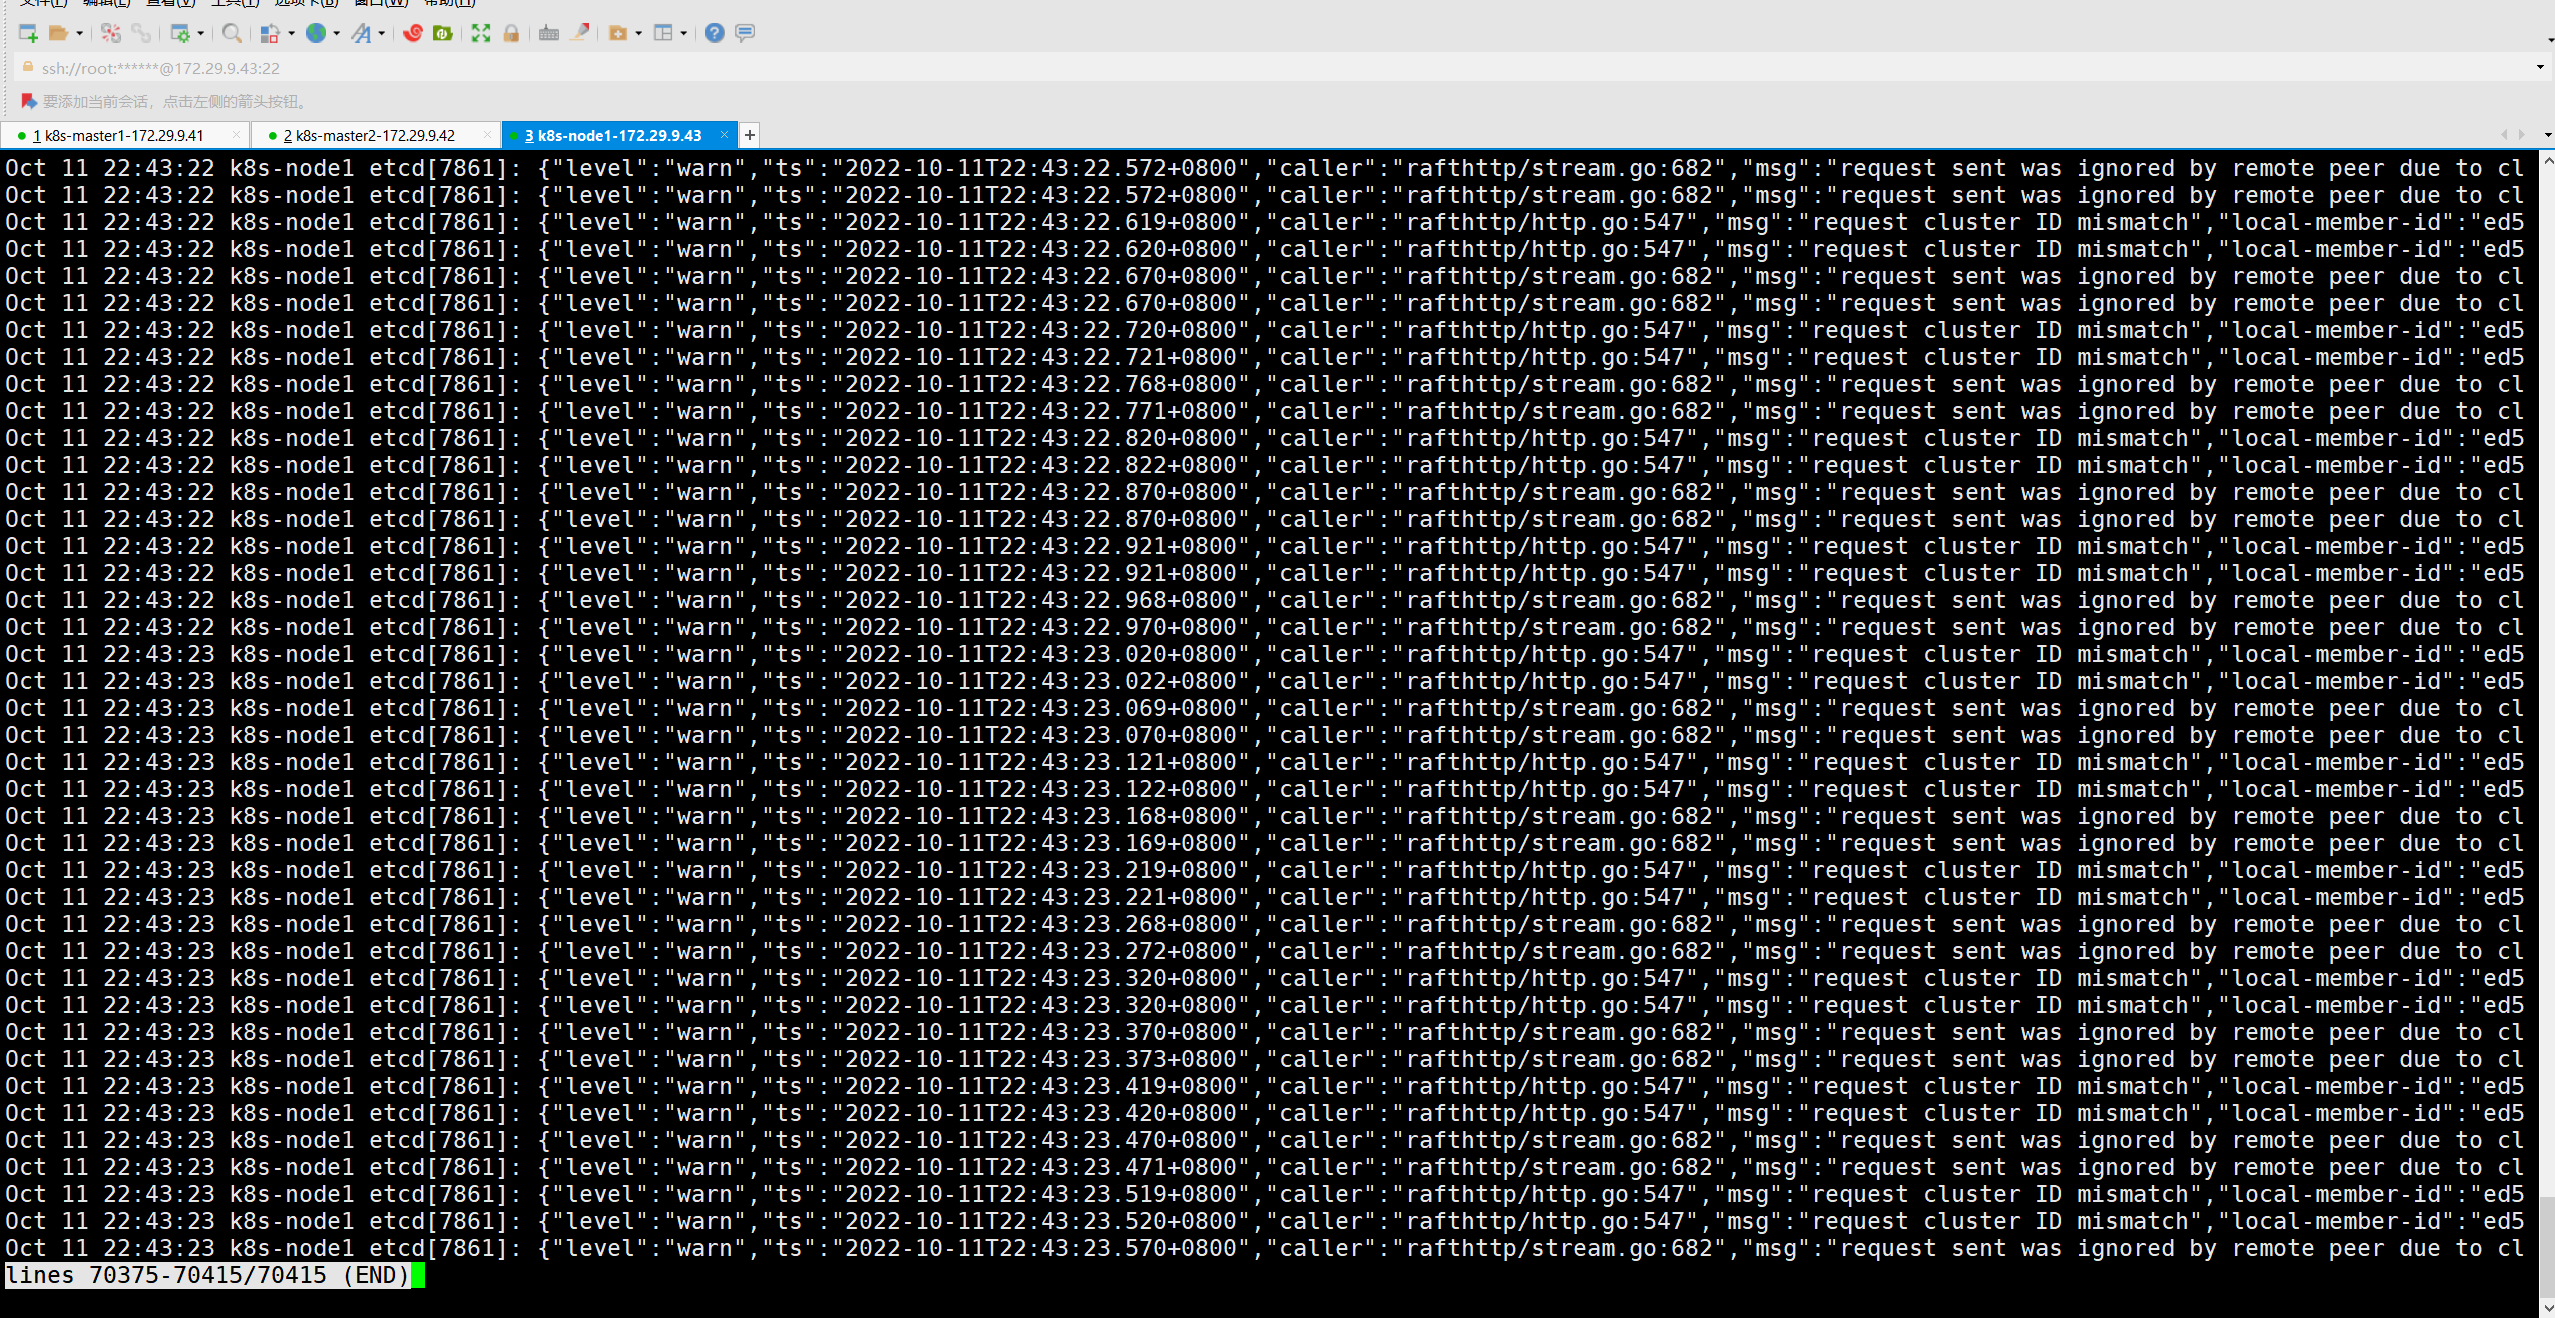 文件(F) 编辑(E) 查看(V) 工具(T) 选项卡(B) 窗口(W) 帮助(H)
ssh://root:******@172.29.9.43:22
要添加当前会话，点击左侧的箭头按钮。
1 k8s-master1-172.29.9.41 × 2 k8s-master2-172.29.9.42 × 3 k8s-node1-172.29.9.43 × +
Oct 11 22:43:22 k8s-node1 etcd[7861]: {"level":"warn","ts":"2022-10-11T22:43:22.572+0800","caller":"rafthttp/stream.go:682","msg":"request sent was ignored by remote peer due to cl
Oct 11 22:43:22 k8s-node1 etcd[7861]: {"level":"warn","ts":"2022-10-11T22:43:22.572+0800","caller":"rafthttp/stream.go:682","msg":"request sent was ignored by remote peer due to cl
Oct 11 22:43:22 k8s-node1 etcd[7861]: {"level":"warn","ts":"2022-10-11T22:43:22.619+0800","caller":"rafthttp/http.go:547","msg":"request cluster ID mismatch","local-member-id":"ed5
Oct 11 22:43:22 k8s-node1 etcd[7861]: {"level":"warn","ts":"2022-10-11T22:43:22.620+0800","caller":"rafthttp/http.go:547","msg":"request cluster ID mismatch","local-member-id":"ed5
Oct 11 22:43:22 k8s-node1 etcd[7861]: {"level":"warn","ts":"2022-10-11T22:43:22.670+0800","caller":"rafthttp/stream.go:682","msg":"request sent was ignored by remote peer due to cl
Oct 11 22:43:22 k8s-node1 etcd[7861]: {"level":"warn","ts":"2022-10-11T22:43:22.670+0800","caller":"rafthttp/stream.go:682","msg":"request sent was ignored by remote peer due to cl
Oct 11 22:43:22 k8s-node1 etcd[7861]: {"level":"warn","ts":"2022-10-11T22:43:22.720+0800","caller":"rafthttp/http.go:547","msg":"request cluster ID mismatch","local-member-id":"ed5
Oct 11 22:43:22 k8s-node1 etcd[7861]: {"level":"warn","ts":"2022-10-11T22:43:22.721+0800","caller":"rafthttp/http.go:547","msg":"request cluster ID mismatch","local-member-id":"ed5
Oct 11 22:43:22 k8s-node1 etcd[7861]: {"level":"warn","ts":"2022-10-11T22:43:22.768+0800","caller":"rafthttp/stream.go:682","msg":"request sent was ignored by remote peer due to cl
Oct 11 22:43:22 k8s-node1 etcd[7861]: {"level":"warn","ts":"2022-10-11T22:43:22.771+0800","caller":"rafthttp/stream.go:682","msg":"request sent was ignored by remote peer due to cl
Oct 11 22:43:22 k8s-node1 etcd[7861]: {"level":"warn","ts":"2022-10-11T22:43:22.820+0800","caller":"rafthttp/http.go:547","msg":"request cluster ID mismatch","local-member-id":"ed5
Oct 11 22:43:22 k8s-node1 etcd[7861]: {"level":"warn","ts":"2022-10-11T22:43:22.822+0800","caller":"rafthttp/http.go:547","msg":"request cluster ID mismatch","local-member-id":"ed5
Oct 11 22:43:22 k8s-node1 etcd[7861]: {"level":"warn","ts":"2022-10-11T22:43:22.870+0800","caller":"rafthttp/stream.go:682","msg":"request sent was ignored by remote peer due to cl
Oct 11 22:43:22 k8s-node1 etcd[7861]: {"level":"warn","ts":"2022-10-11T22:43:22.870+0800","caller":"rafthttp/stream.go:682","msg":"request sent was ignored by remote peer due to cl
Oct 11 22:43:22 k8s-node1 etcd[7861]: {"level":"warn","ts":"2022-10-11T22:43:22.921+0800","caller":"rafthttp/http.go:547","msg":"request cluster ID mismatch","local-member-id":"ed5
Oct 11 22:43:22 k8s-node1 etcd[7861]: {"level":"warn","ts":"2022-10-11T22:43:22.921+0800","caller":"rafthttp/http.go:547","msg":"request cluster ID mismatch","local-member-id":"ed5
Oct 11 22:43:22 k8s-node1 etcd[7861]: {"level":"warn","ts":"2022-10-11T22:43:22.968+0800","caller":"rafthttp/stream.go:682","msg":"request sent was ignored by remote peer due to cl
Oct 11 22:43:22 k8s-node1 etcd[7861]: {"level":"warn","ts":"2022-10-11T22:43:22.970+0800","caller":"rafthttp/stream.go:682","msg":"request sent was ignored by remote peer due to cl
Oct 11 22:43:23 k8s-node1 etcd[7861]: {"level":"warn","ts":"2022-10-11T22:43:23.020+0800","caller":"rafthttp/http.go:547","msg":"request cluster ID mismatch","local-member-id":"ed5
Oct 11 22:43:23 k8s-node1 etcd[7861]: {"level":"warn","ts":"2022-10-11T22:43:23.022+0800","caller":"rafthttp/http.go:547","msg":"request cluster ID mismatch","local-member-id":"ed5
Oct 11 22:43:23 k8s-node1 etcd[7861]: {"level":"warn","ts":"2022-10-11T22:43:23.069+0800","caller":"rafthttp/stream.go:682","msg":"request sent was ignored by remote peer due to cl
Oct 11 22:43:23 k8s-node1 etcd[7861]: {"level":"warn","ts":"2022-10-11T22:43:23.070+0800","caller":"rafthttp/stream.go:682","msg":"request sent was ignored by remote peer due to cl
Oct 11 22:43:23 k8s-node1 etcd[7861]: {"level":"warn","ts":"2022-10-11T22:43:23.121+0800","caller":"rafthttp/http.go:547","msg":"request cluster ID mismatch","local-member-id":"ed5
Oct 11 22:43:23 k8s-node1 etcd[7861]: {"level":"warn","ts":"2022-10-11T22:43:23.122+0800","caller":"rafthttp/http.go:547","msg":"request cluster ID mismatch","local-member-id":"ed5
Oct 11 22:43:23 k8s-node1 etcd[7861]: {"level":"warn","ts":"2022-10-11T22:43:23.168+0800","caller":"rafthttp/stream.go:682","msg":"request sent was ignored by remote peer due to cl
Oct 11 22:43:23 k8s-node1 etcd[7861]: {"level":"warn","ts":"2022-10-11T22:43:23.169+0800","caller":"rafthttp/stream.go:682","msg":"request sent was ignored by remote peer due to cl
Oct 11 22:43:23 k8s-node1 etcd[7861]: {"level":"warn","ts":"2022-10-11T22:43:23.219+0800","caller":"rafthttp/http.go:547","msg":"request cluster ID mismatch","local-member-id":"ed5
Oct 11 22:43:23 k8s-node1 etcd[7861]: {"level":"warn","ts":"2022-10-11T22:43:23.221+0800","caller":"rafthttp/http.go:547","msg":"request cluster ID mismatch","local-member-id":"ed5
Oct 11 22:43:23 k8s-node1 etcd[7861]: {"level":"warn","ts":"2022-10-11T22:43:23.268+0800","caller":"rafthttp/stream.go:682","msg":"request sent was ignored by remote peer due to cl
Oct 11 22:43:23 k8s-node1 etcd[7861]: {"level":"warn","ts":"2022-10-11T22:43:23.272+0800","caller":"rafthttp/stream.go:682","msg":"request sent was ignored by remote peer due to cl
Oct 11 22:43:23 k8s-node1 etcd[7861]: {"level":"warn","ts":"2022-10-11T22:43:23.320+0800","caller":"rafthttp/http.go:547","msg":"request cluster ID mismatch","local-member-id":"ed5
Oct 11 22:43:23 k8s-node1 etcd[7861]: {"level":"warn","ts":"2022-10-11T22:43:23.320+0800","caller":"rafthttp/http.go:547","msg":"request cluster ID mismatch","local-member-id":"ed5
Oct 11 22:43:23 k8s-node1 etcd[7861]: {"level":"warn","ts":"2022-10-11T22:43:23.370+0800","caller":"rafthttp/stream.go:682","msg":"request sent was ignored by remote peer due to cl
Oct 11 22:43:23 k8s-node1 etcd[7861]: {"level":"warn","ts":"2022-10-11T22:43:23.373+0800","caller":"rafthttp/stream.go:682","msg":"request sent was ignored by remote peer due to cl
Oct 11 22:43:23 k8s-node1 etcd[7861]: {"level":"warn","ts":"2022-10-11T22:43:23.419+0800","caller":"rafthttp/http.go:547","msg":"request cluster ID mismatch","local-member-id":"ed5
Oct 11 22:43:23 k8s-node1 etcd[7861]: {"level":"warn","ts":"2022-10-11T22:43:23.420+0800","caller":"rafthttp/http.go:547","msg":"request cluster ID mismatch","local-member-id":"ed5
Oct 11 22:43:23 k8s-node1 etcd[7861]: {"level":"warn","ts":"2022-10-11T22:43:23.470+0800","caller":"rafthttp/stream.go:682","msg":"request sent was ignored by remote peer due to cl
Oct 11 22:43:23 k8s-node1 etcd[7861]: {"level":"warn","ts":"2022-10-11T22:43:23.471+0800","caller":"rafthttp/stream.go:682","msg":"request sent was ignored by remote peer due to cl
Oct 11 22:43:23 k8s-node1 etcd[7861]: {"level":"warn","ts":"2022-10-11T22:43:23.519+0800","caller":"rafthttp/http.go:547","msg":"request cluster ID mismatch","local-member-id":"ed5
Oct 11 22:43:23 k8s-node1 etcd[7861]: {"level":"warn","ts":"2022-10-11T22:43:23.520+0800","caller":"rafthttp/http.go:547","msg":"request cluster ID mismatch","local-member-id":"ed5
Oct 11 22:43:23 k8s-node1 etcd[7861]: {"level":"warn","ts":"2022-10-11T22:43:23.570+0800","caller":"rafthttp/stream.go:682","msg":"request sent was ignored by remote peer due to cl
lines 70375-70415/70415 (END)